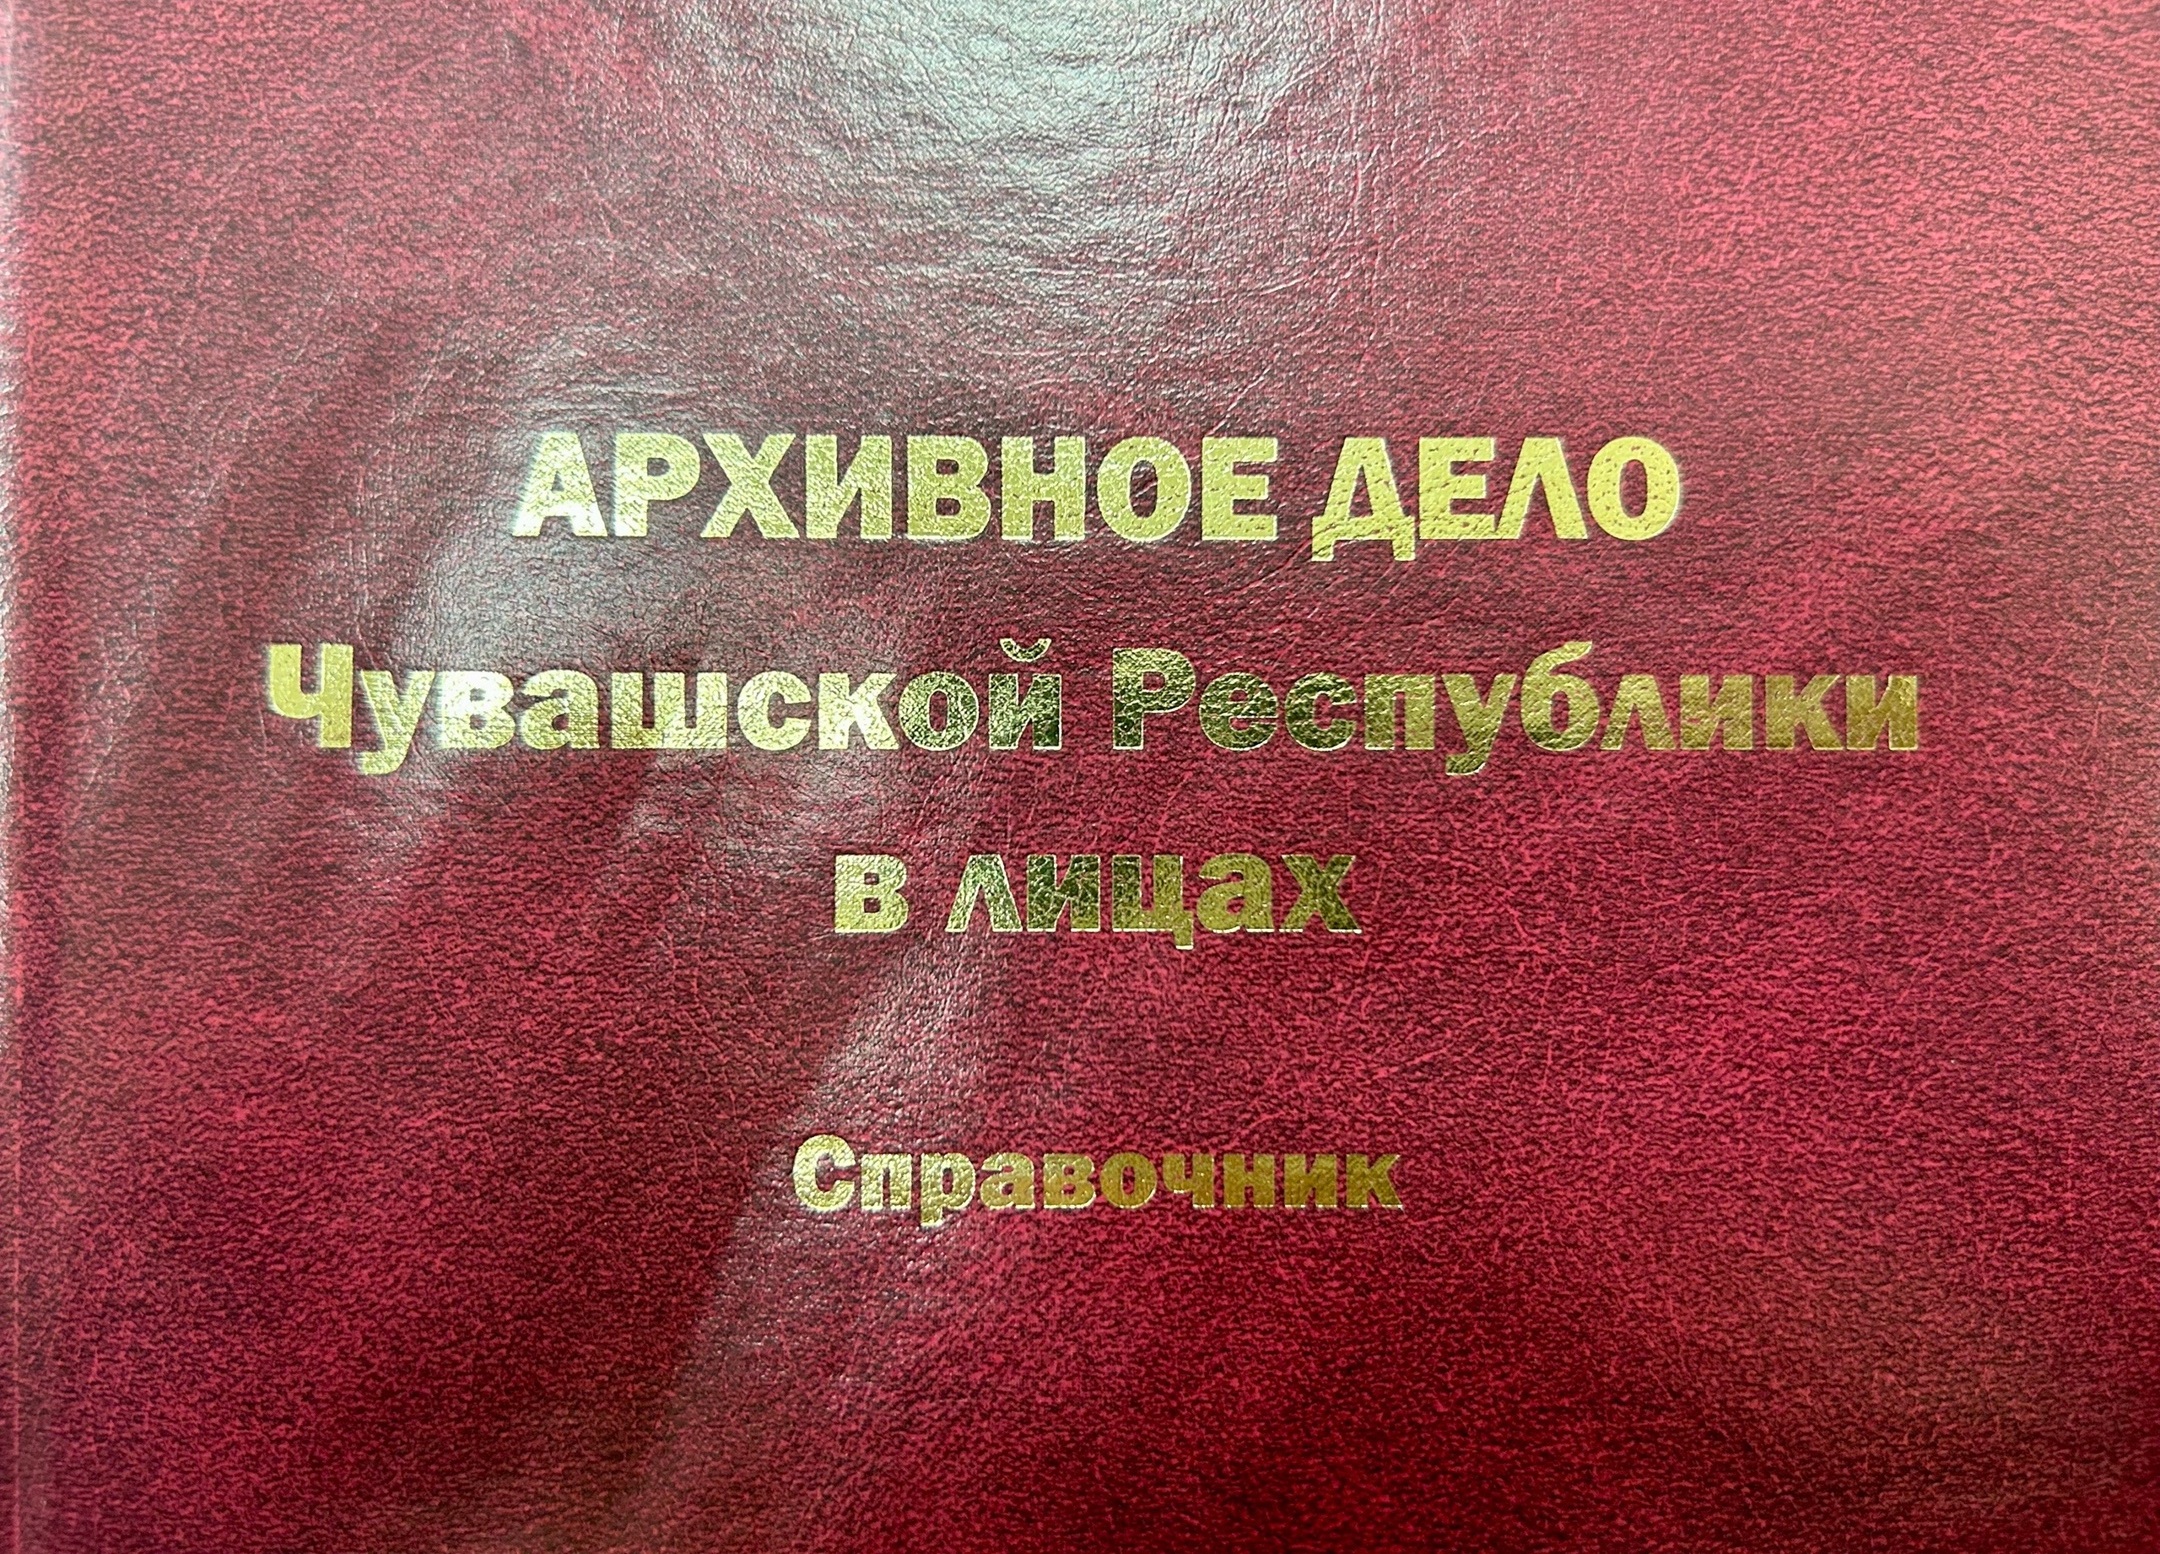 АРХИВНОЕ ДЕЛО
Чувашской Республики
в лицах
Справочник